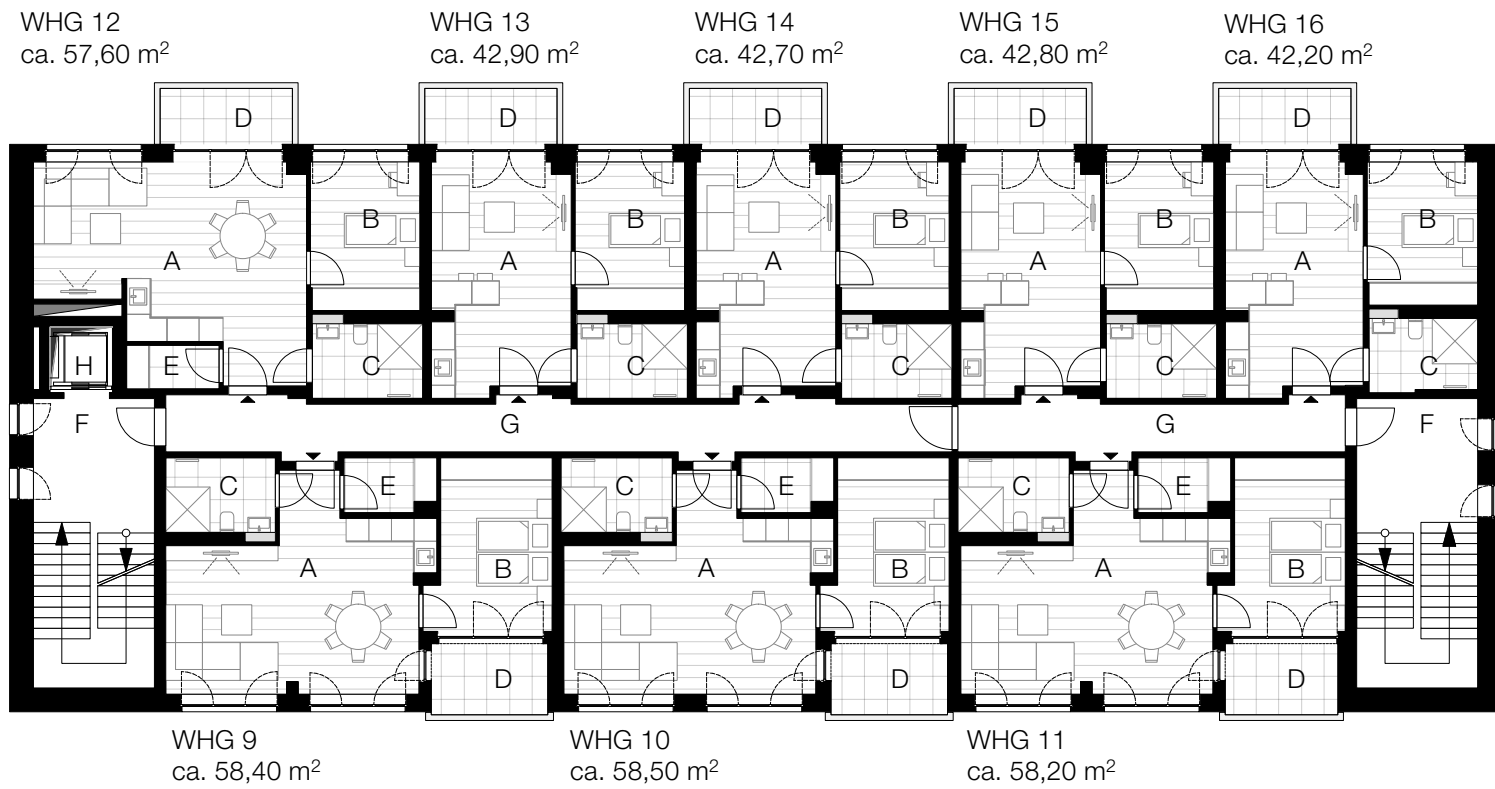 WHG 12
ca. 57,60 m²
WHG 13
ca. 42,90 m²
WHG 14
ca. 42,70 m²
WHG 15
ca. 42,80 m²
WHG 16
ca. 42,20 m²
D D D D D
B B B B B
A A A A A
H E C C C C C
F G G F
C E C E C E
A B A B A B
D D D
WHG 9
ca. 58,40 m²
WHG 10
ca. 58,50 m²
WHG 11
ca. 58,20 m²